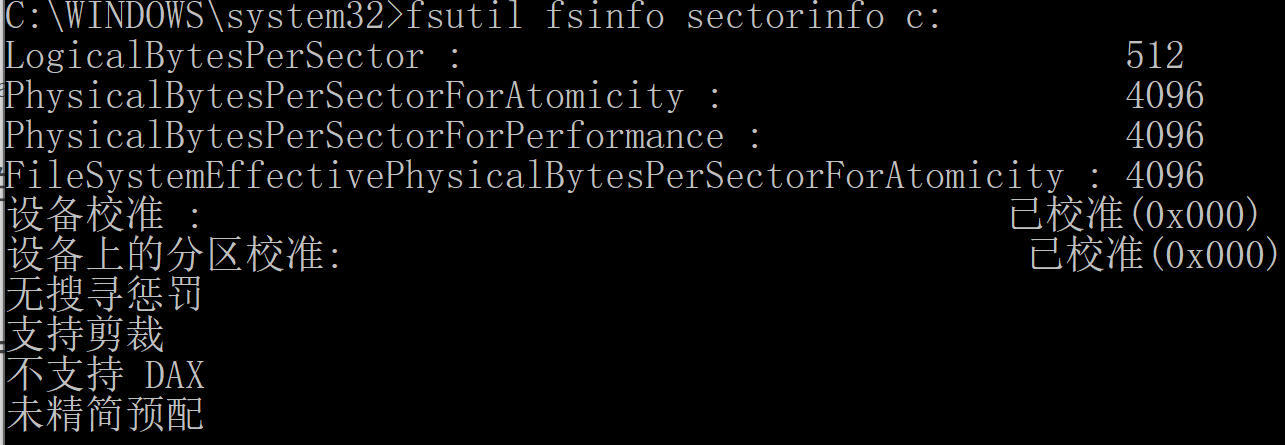 C:\WINDOWS\system32>fsutil fsinfo sectorinfo c:
LogicalBytesPerSector : 512
PhysicalBytesPerSectorForAtomicity : 4096
PhysicalBytesPerSectorForPerformance : 4096
FileSystemEffectivePhysicalBytesPerSectorForAtomicity : 4096
设备校准 : 已校准(0x000)
设备上的分区校准: 已校准(0x000)
无搜寻惩罚
支持剪裁
不支持 DAX
未精简预配